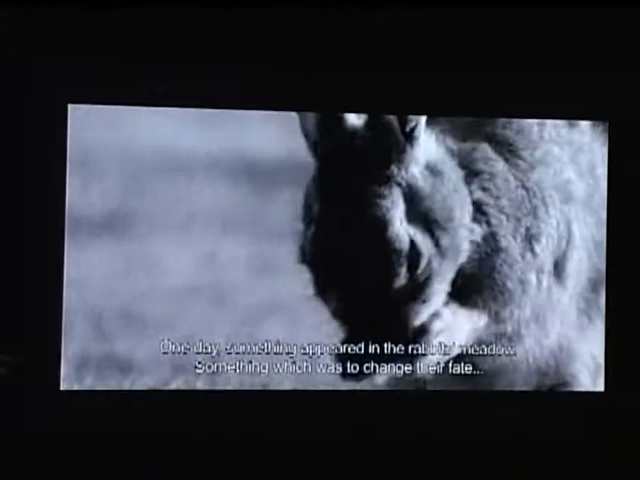 One day, something appeared in the rabbits' meadow.
Something which was to change their fate...